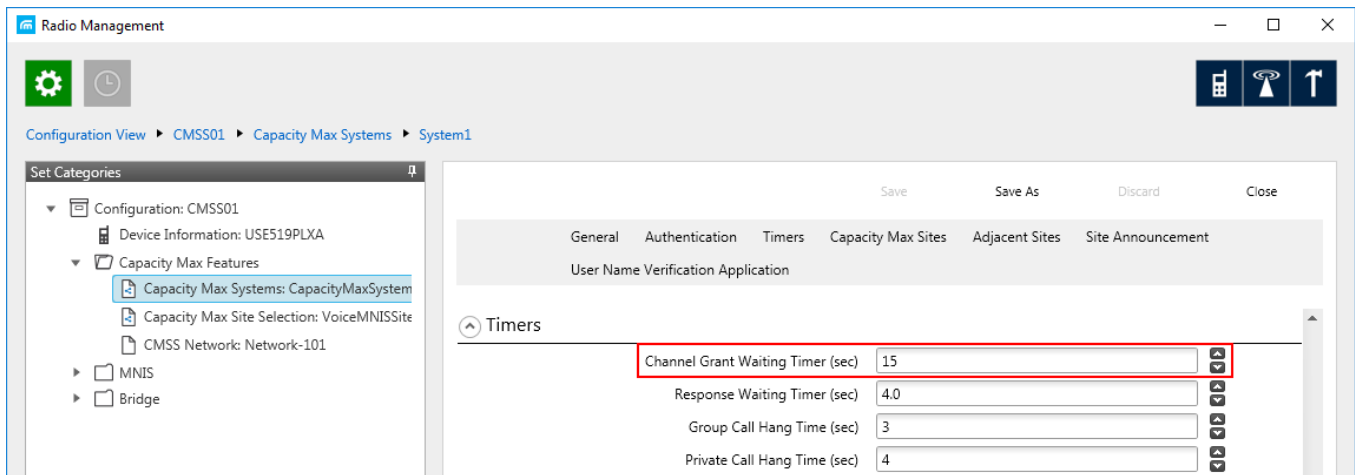 Radio Management
Configuration View ▸ CMSS01 ▸ Capacity Max Systems ▸ System1
Set Categories
Configuration: CMSS01
Device Information: USE519PLXA
Capacity Max Features
Capacity Max Systems: CapacityMaxSystem
Capacity Max Site Selection: VoiceMNISSite
CMSS Network: Network-101
MNIS
Bridge
Save Save As Discard Close
General Authentication Timers Capacity Max Sites Adjacent Sites Site Announcement
User Name Verification Application
Timers
Channel Grant Waiting Timer (sec) 15
Response Waiting Timer (sec) 4.0
Group Call Hang Time (sec) 3
Private Call Hang Time (sec) 4